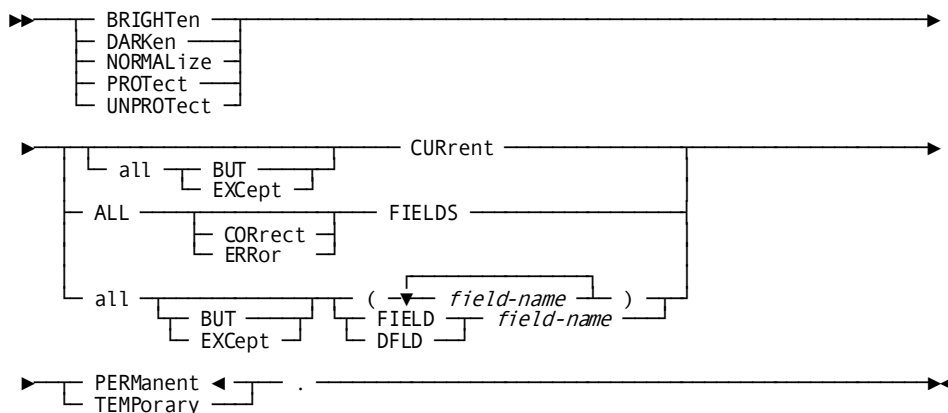 BRIGHTen
DARKen
NORMALize
PROTect
UNPROTect
CURrent
all BUT
EXCept
ALL FIELDS
CORrect
ERRor
all ( field-name )
BUT FIELD field-name
EXCept DFLD
PERManent .
TEMPorary